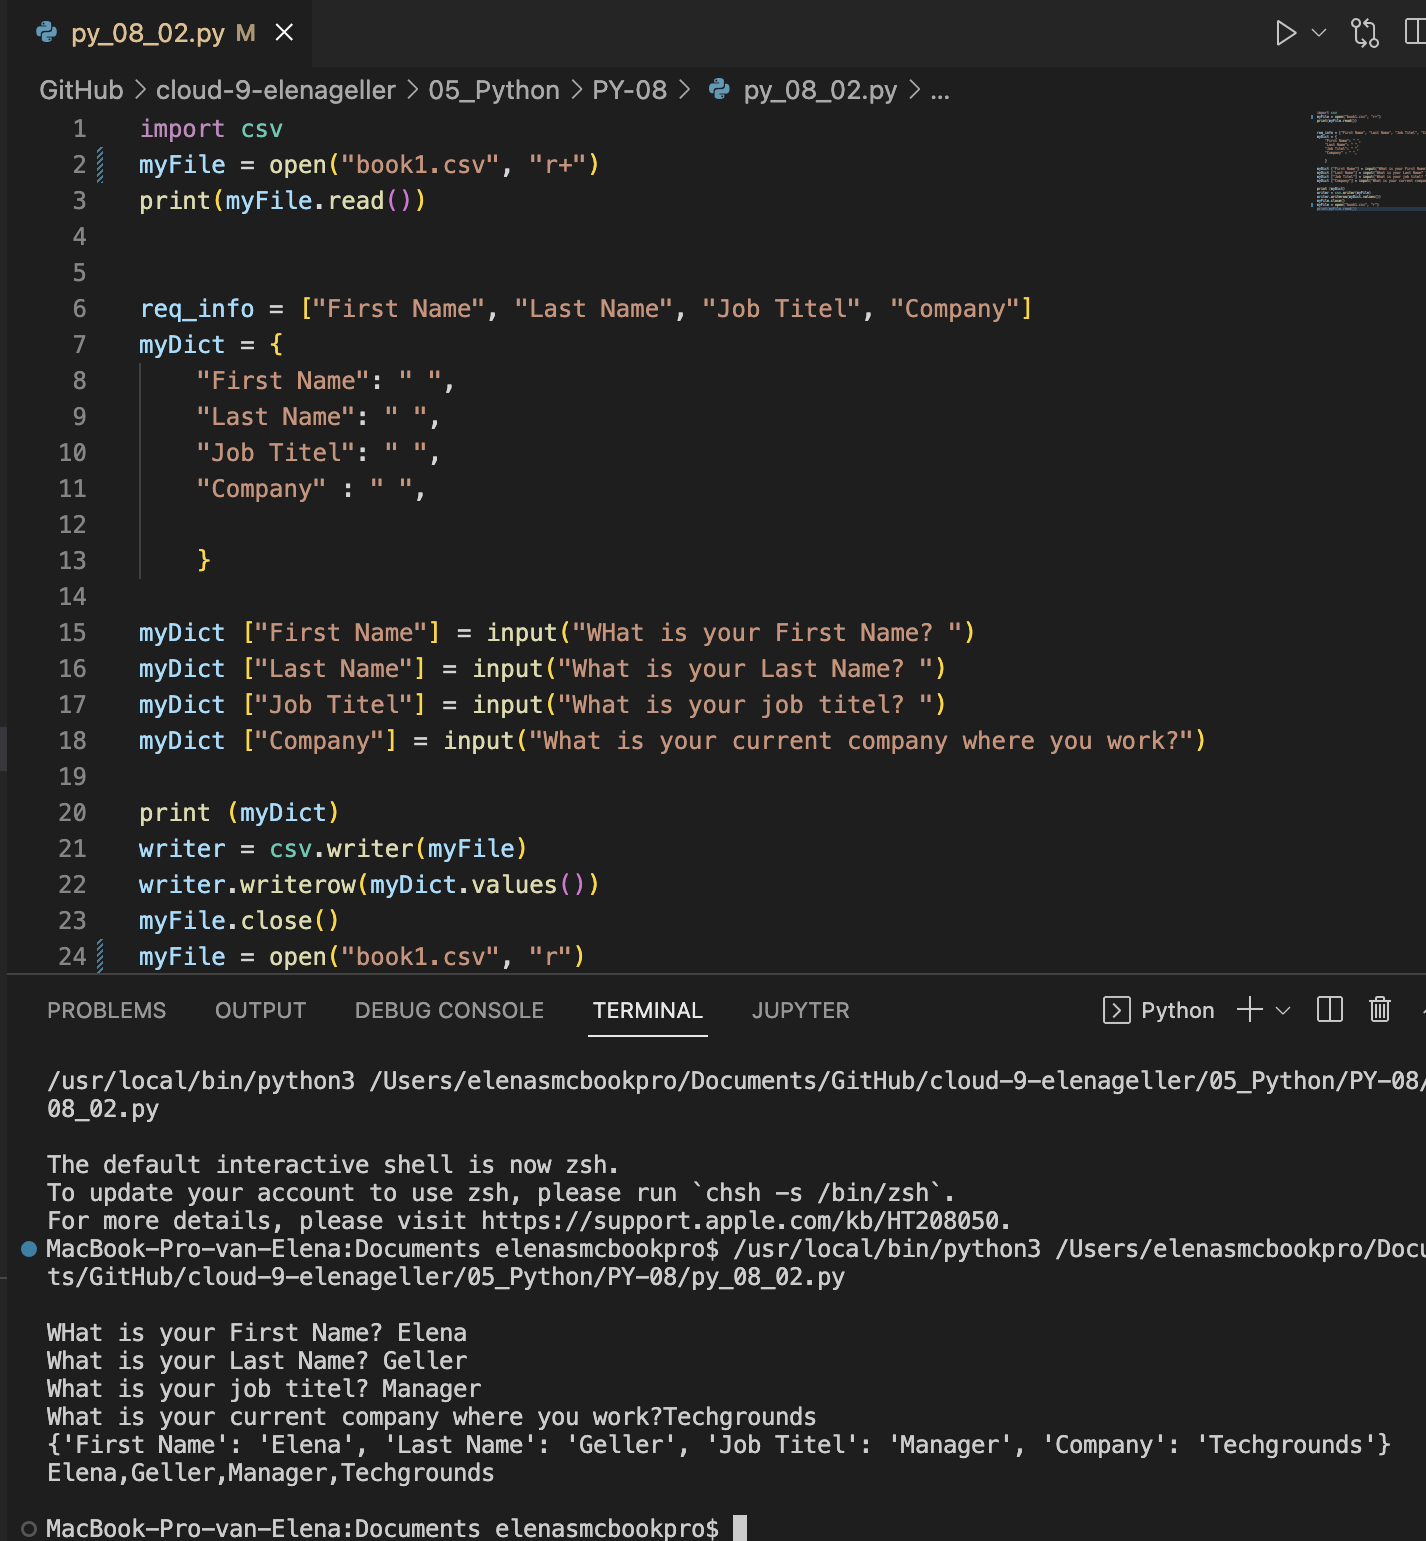 py_08_02.py M
GitHub > cloud-9-elenageller > 05_Python > PY-08 > py_08_02.py > ...
1 import csv
2 myFile = open("book1.csv", "r+")
3 print(myFile.read())
4
5
6 req_info = ["First Name", "Last Name", "Job Titel", "Company"]
7 myDict = {
8     "First Name": " ",
9     "Last Name": " ",
10     "Job Titel": " ",
11     "Company" : " ",
12
13     }
14
15 myDict ["First Name"] = input("WHat is your First Name? ")
16 myDict ["Last Name"] = input("What is your Last Name? ")
17 myDict ["Job Titel"] = input("What is your job titel? ")
18 myDict ["Company"] = input("What is your current company where you work?")
19
20 print (myDict)
21 writer = csv.writer(myFile)
22 writer.writerow(myDict.values())
23 myFile.close()
24 myFile = open("book1.csv", "r")
PROBLEMS OUTPUT DEBUG CONSOLE TERMINAL JUPYTER Python
/usr/local/bin/python3 /Users/elenasmcbookpro/Documents/GitHub/cloud-9-elenageller/05_Python/PY-08/
08_02.py
The default interactive shell is now zsh.
To update your account to use zsh, please run `chsh -s /bin/zsh`.
For more details, please visit https://support.apple.com/kb/HT208050.
MacBook-Pro-van-Elena:Documents elenasmcbookpro$ /usr/local/bin/python3 /Users/elenasmcbookpro/Docu
ts/GitHub/cloud-9-elenageller/05_Python/PY-08/py_08_02.py
WHat is your First Name? Elena
What is your Last Name? Geller
What is your job titel? Manager
What is your current company where you work?Techgrounds
{'First Name': 'Elena', 'Last Name': 'Geller', 'Job Titel': 'Manager', 'Company': 'Techgrounds'}
Elena,Geller,Manager,Techgrounds
MacBook-Pro-van-Elena:Documents elenasmcbookpro$